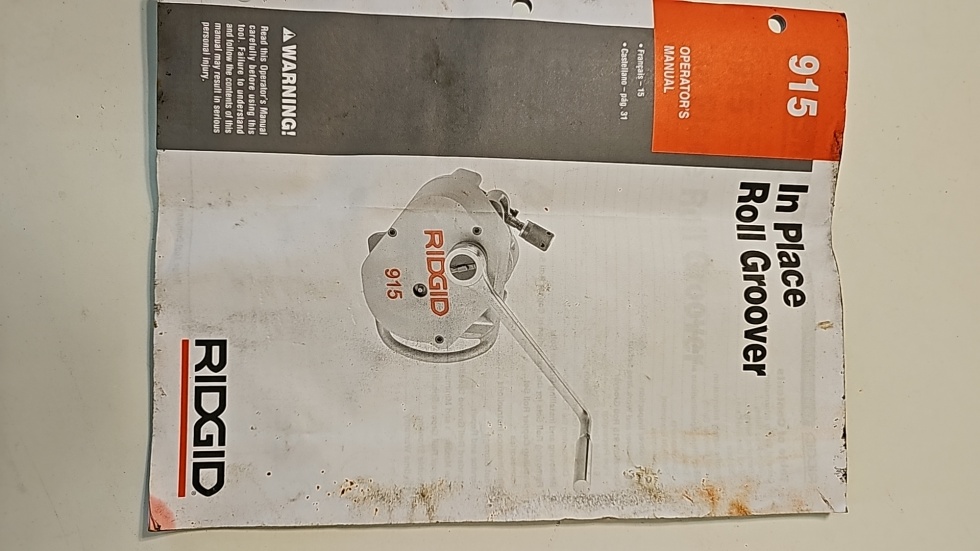 915
In Place
Roll Groover
OPERATOR'S
MANUAL
• Français – 15
• Castellano – pág. 31
WARNING!
Read this Operator's Manual
carefully before using this
tool. Failure to understand
and follow the contents of this
manual may result in serious
personal injury.
RIDGID
915
RIDGID